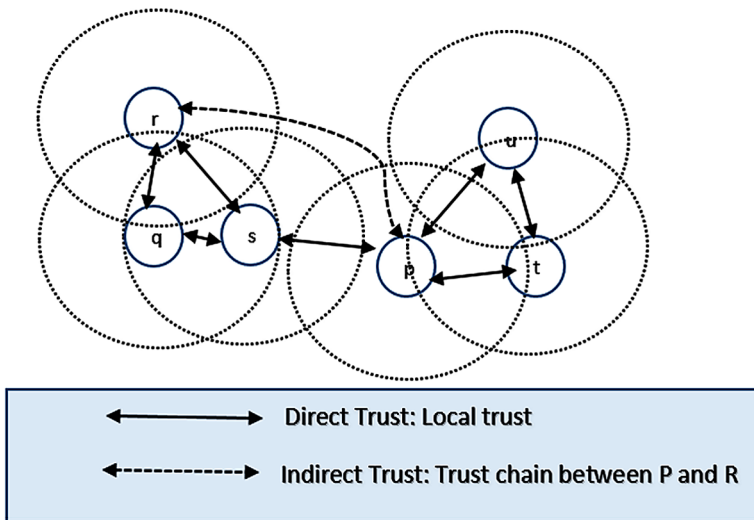 r
u
q
s
p
t
Direct Trust: Local trust
Indirect Trust: Trust chain between P and R